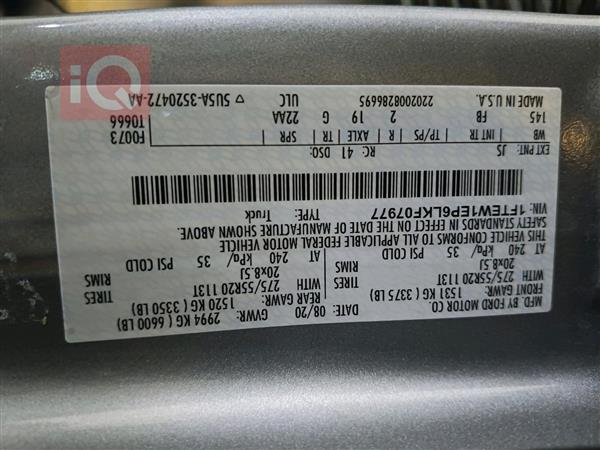 iQ
MFD. BY FORD MOTOR CO.
DATE: 08/20 GVWR: 2994 KG ( 6600 LB)
FRONT GAWR: 1531 KG ( 3375 LB) REAR GAWR: 1520 KG ( 3350 LB)
WITH 275/55R20 113T TIRES WITH 275/55R20 113T TIRES
20x8.5J RIMS 20x8.5J RIMS
AT 240 kPa/ 35 PSI COLD AT 240 kPa/ 35 PSI COLD
THIS VEHICLE CONFORMS TO ALL APPLICABLE FEDERAL MOTOR VEHICLE
SAFETY STANDARDS IN EFFECT ON THE DATE OF MANUFACTURE SHOWN ABOVE.
VIN: 1FTEW1EP6LKF07977 TYPE: Truck
F0073
T0666
EXT PNT: JS RC: 41 DSO:
WB INT TR TP/PS R AXLE TR SPR
145 FB 2 19 G 22AA
MADE IN U.S.A. 220200828695 ULC ▽ 5U5A-3520472-AA